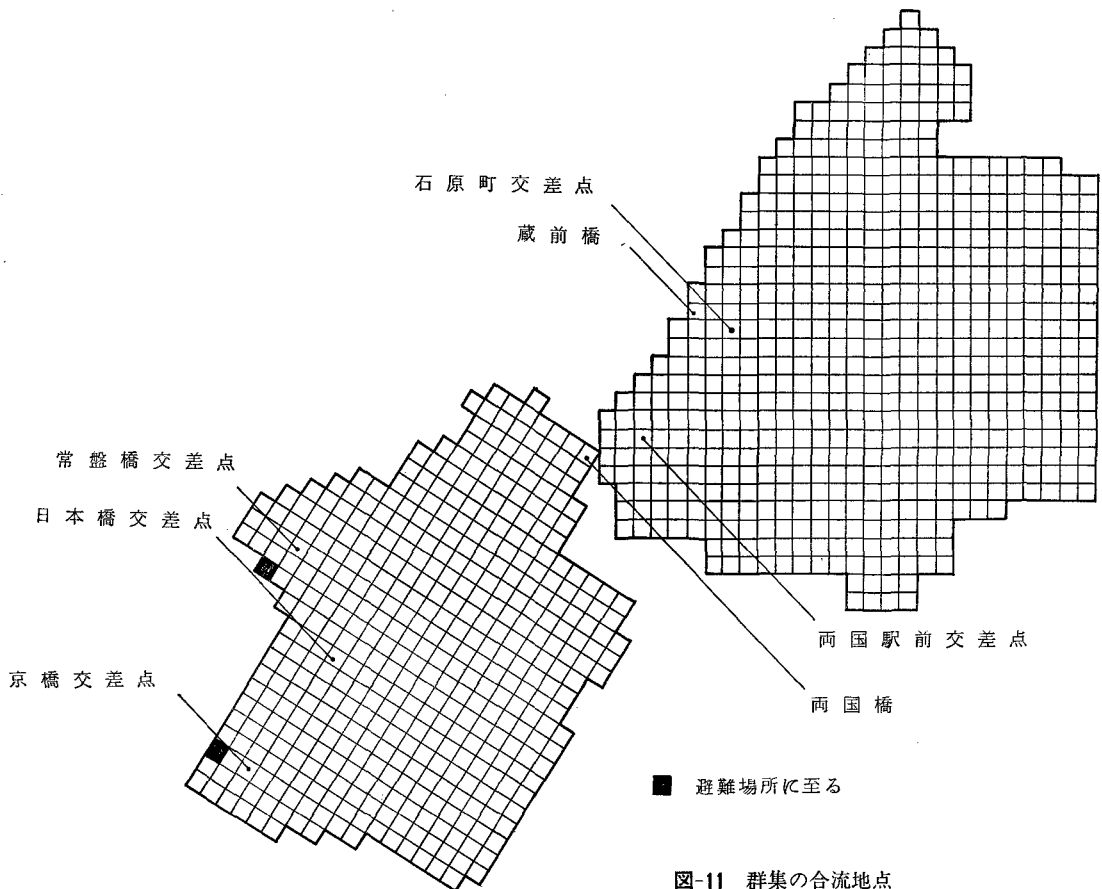 石原町交差点
蔵前橋
常盤橋交差点
日本橋交差点
京橋交差点
両国駅前交差点
両国橋
■ 避難場所に至る
図-11 群集の合流地点